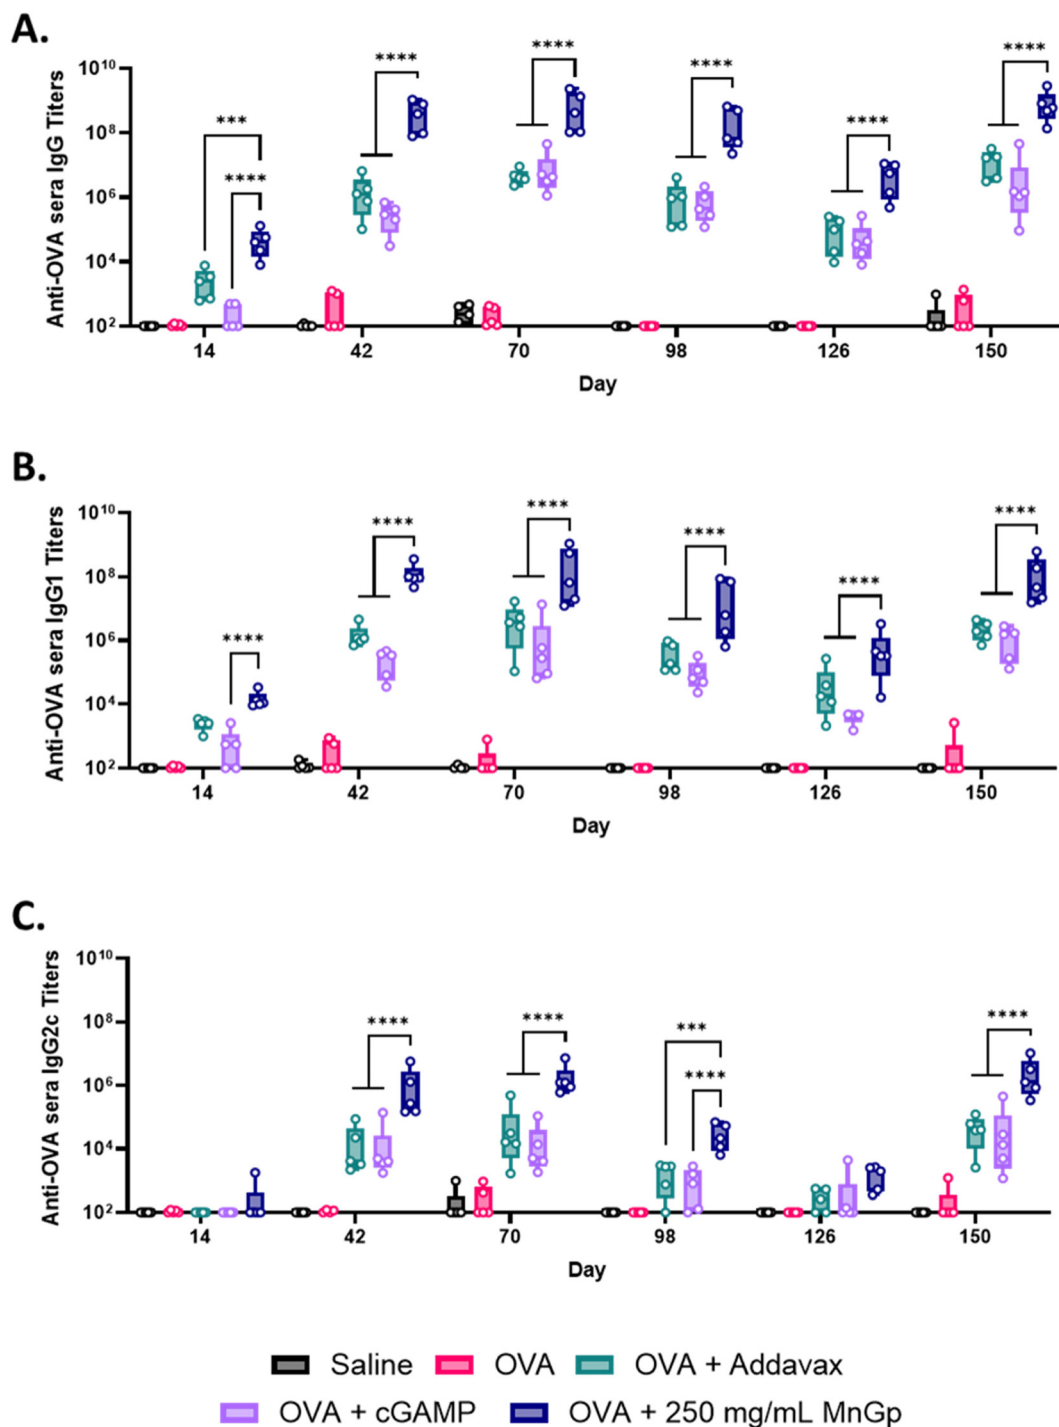 A.
Anti-OVA sera IgG Titers
10^10
10^8
10^6
10^4
10^2
***
****
****
****
****
****
****
14 42 70 98 126 150
Day
B.
Anti-OVA sera IgG1 Titers
10^10
10^8
10^6
10^4
10^2
****
****
****
****
****
****
14 42 70 98 126 150
Day
C.
Anti-OVA sera IgG2c Titers
10^10
10^8
10^6
10^4
10^2
****
****
***
****
****
14 42 70 98 126 150
Day
Saline OVA OVA + Addavax
OVA + cGAMP OVA + 250 mg/mL MnGp